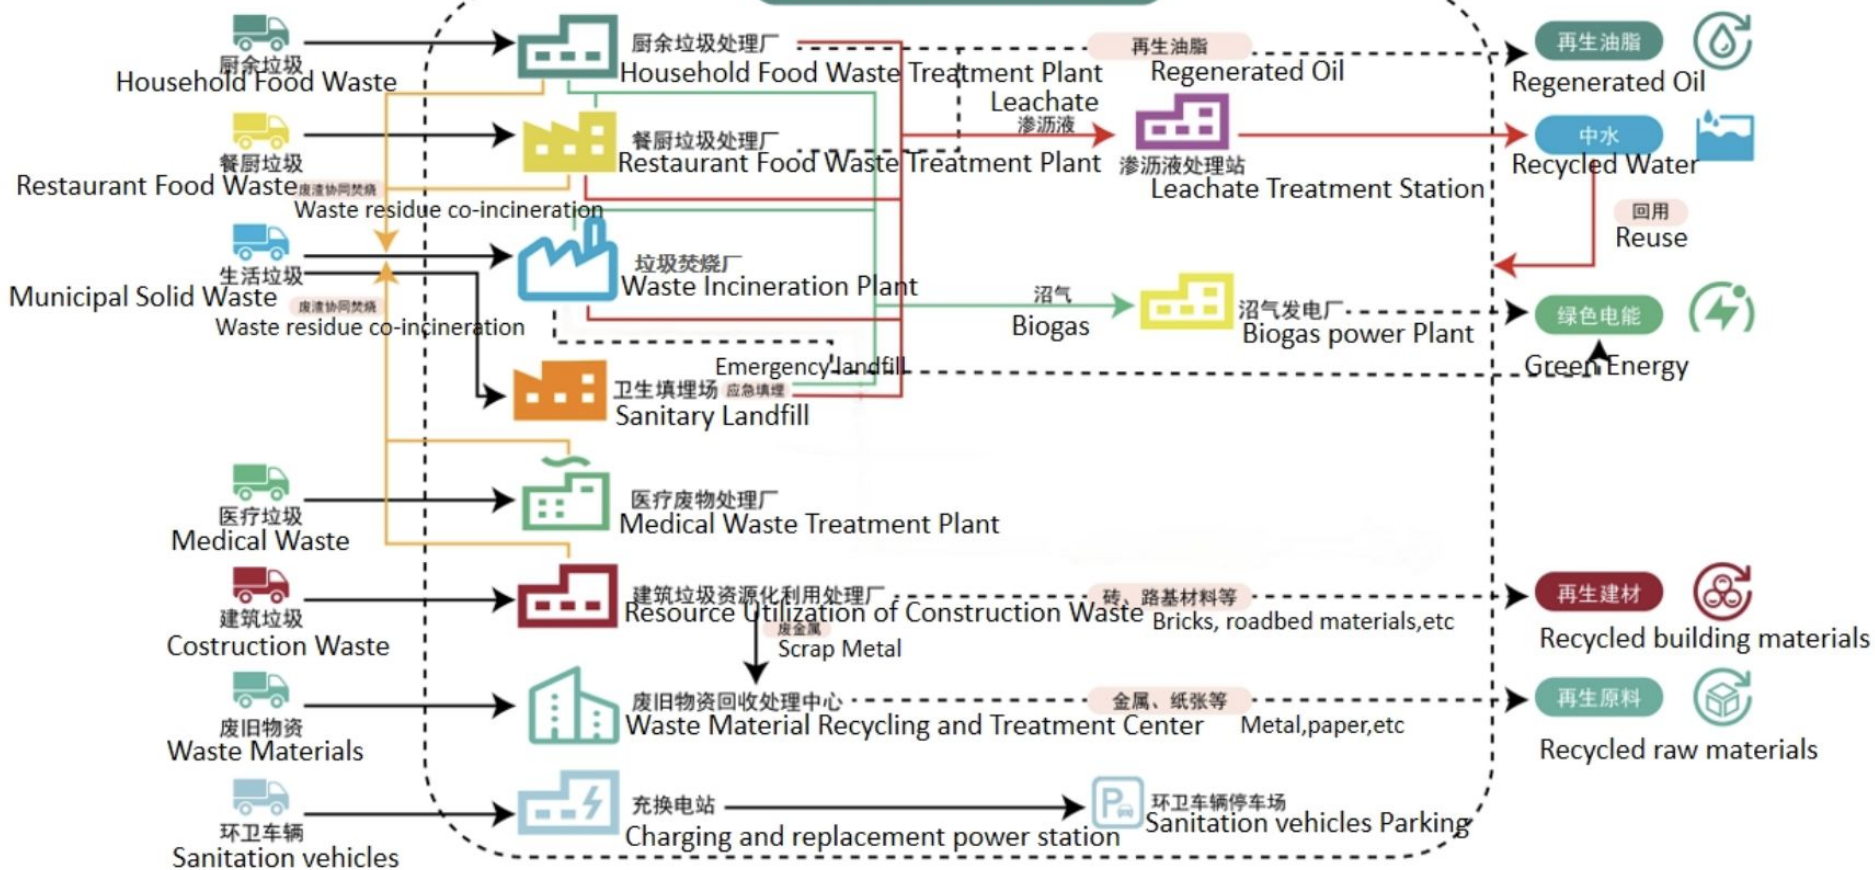 厨余垃圾
Household Food Waste
厨余垃圾处理厂
Household Food Waste Treatment Plant
再生油脂
Regenerated Oil
再生油脂
Regenerated Oil
餐厨垃圾
Restaurant Food Waste
餐厨垃圾处理厂
Restaurant Food Waste Treatment Plant
Leachate
渗沥液
渗沥液处理站
Leachate Treatment Station
中水
Recycled Water
废渣协同焚烧
Waste residue co-incineration
回用
Reuse
生活垃圾
Municipal Solid Waste
垃圾焚烧厂
Waste Incineration Plant
废渣协同焚烧
Waste residue co-incineration
沼气
Biogas
沼气发电厂
Biogas power Plant
绿色电能
Green Energy
Emergency landfill
卫生填埋场
应急填埋
Sanitary Landfill
医疗垃圾
Medical Waste
医疗废物处理厂
Medical Waste Treatment Plant
建筑垃圾
Costruction Waste
建筑垃圾资源化利用处理厂
Resource Utilization of Construction Waste
砖、路基材料等
Bricks, roadbed materials,etc
再生建材
Recycled building materials
废金属
Scrap Metal
废旧物资
Waste Materials
废旧物资回收处理中心
Waste Material Recycling and Treatment Center
金属、纸张等
Metal,paper,etc
再生原料
Recycled raw materials
环卫车辆
Sanitation vehicles
充换电站
Charging and replacement power station
P
环卫车辆停车场
Sanitation vehicles Parking